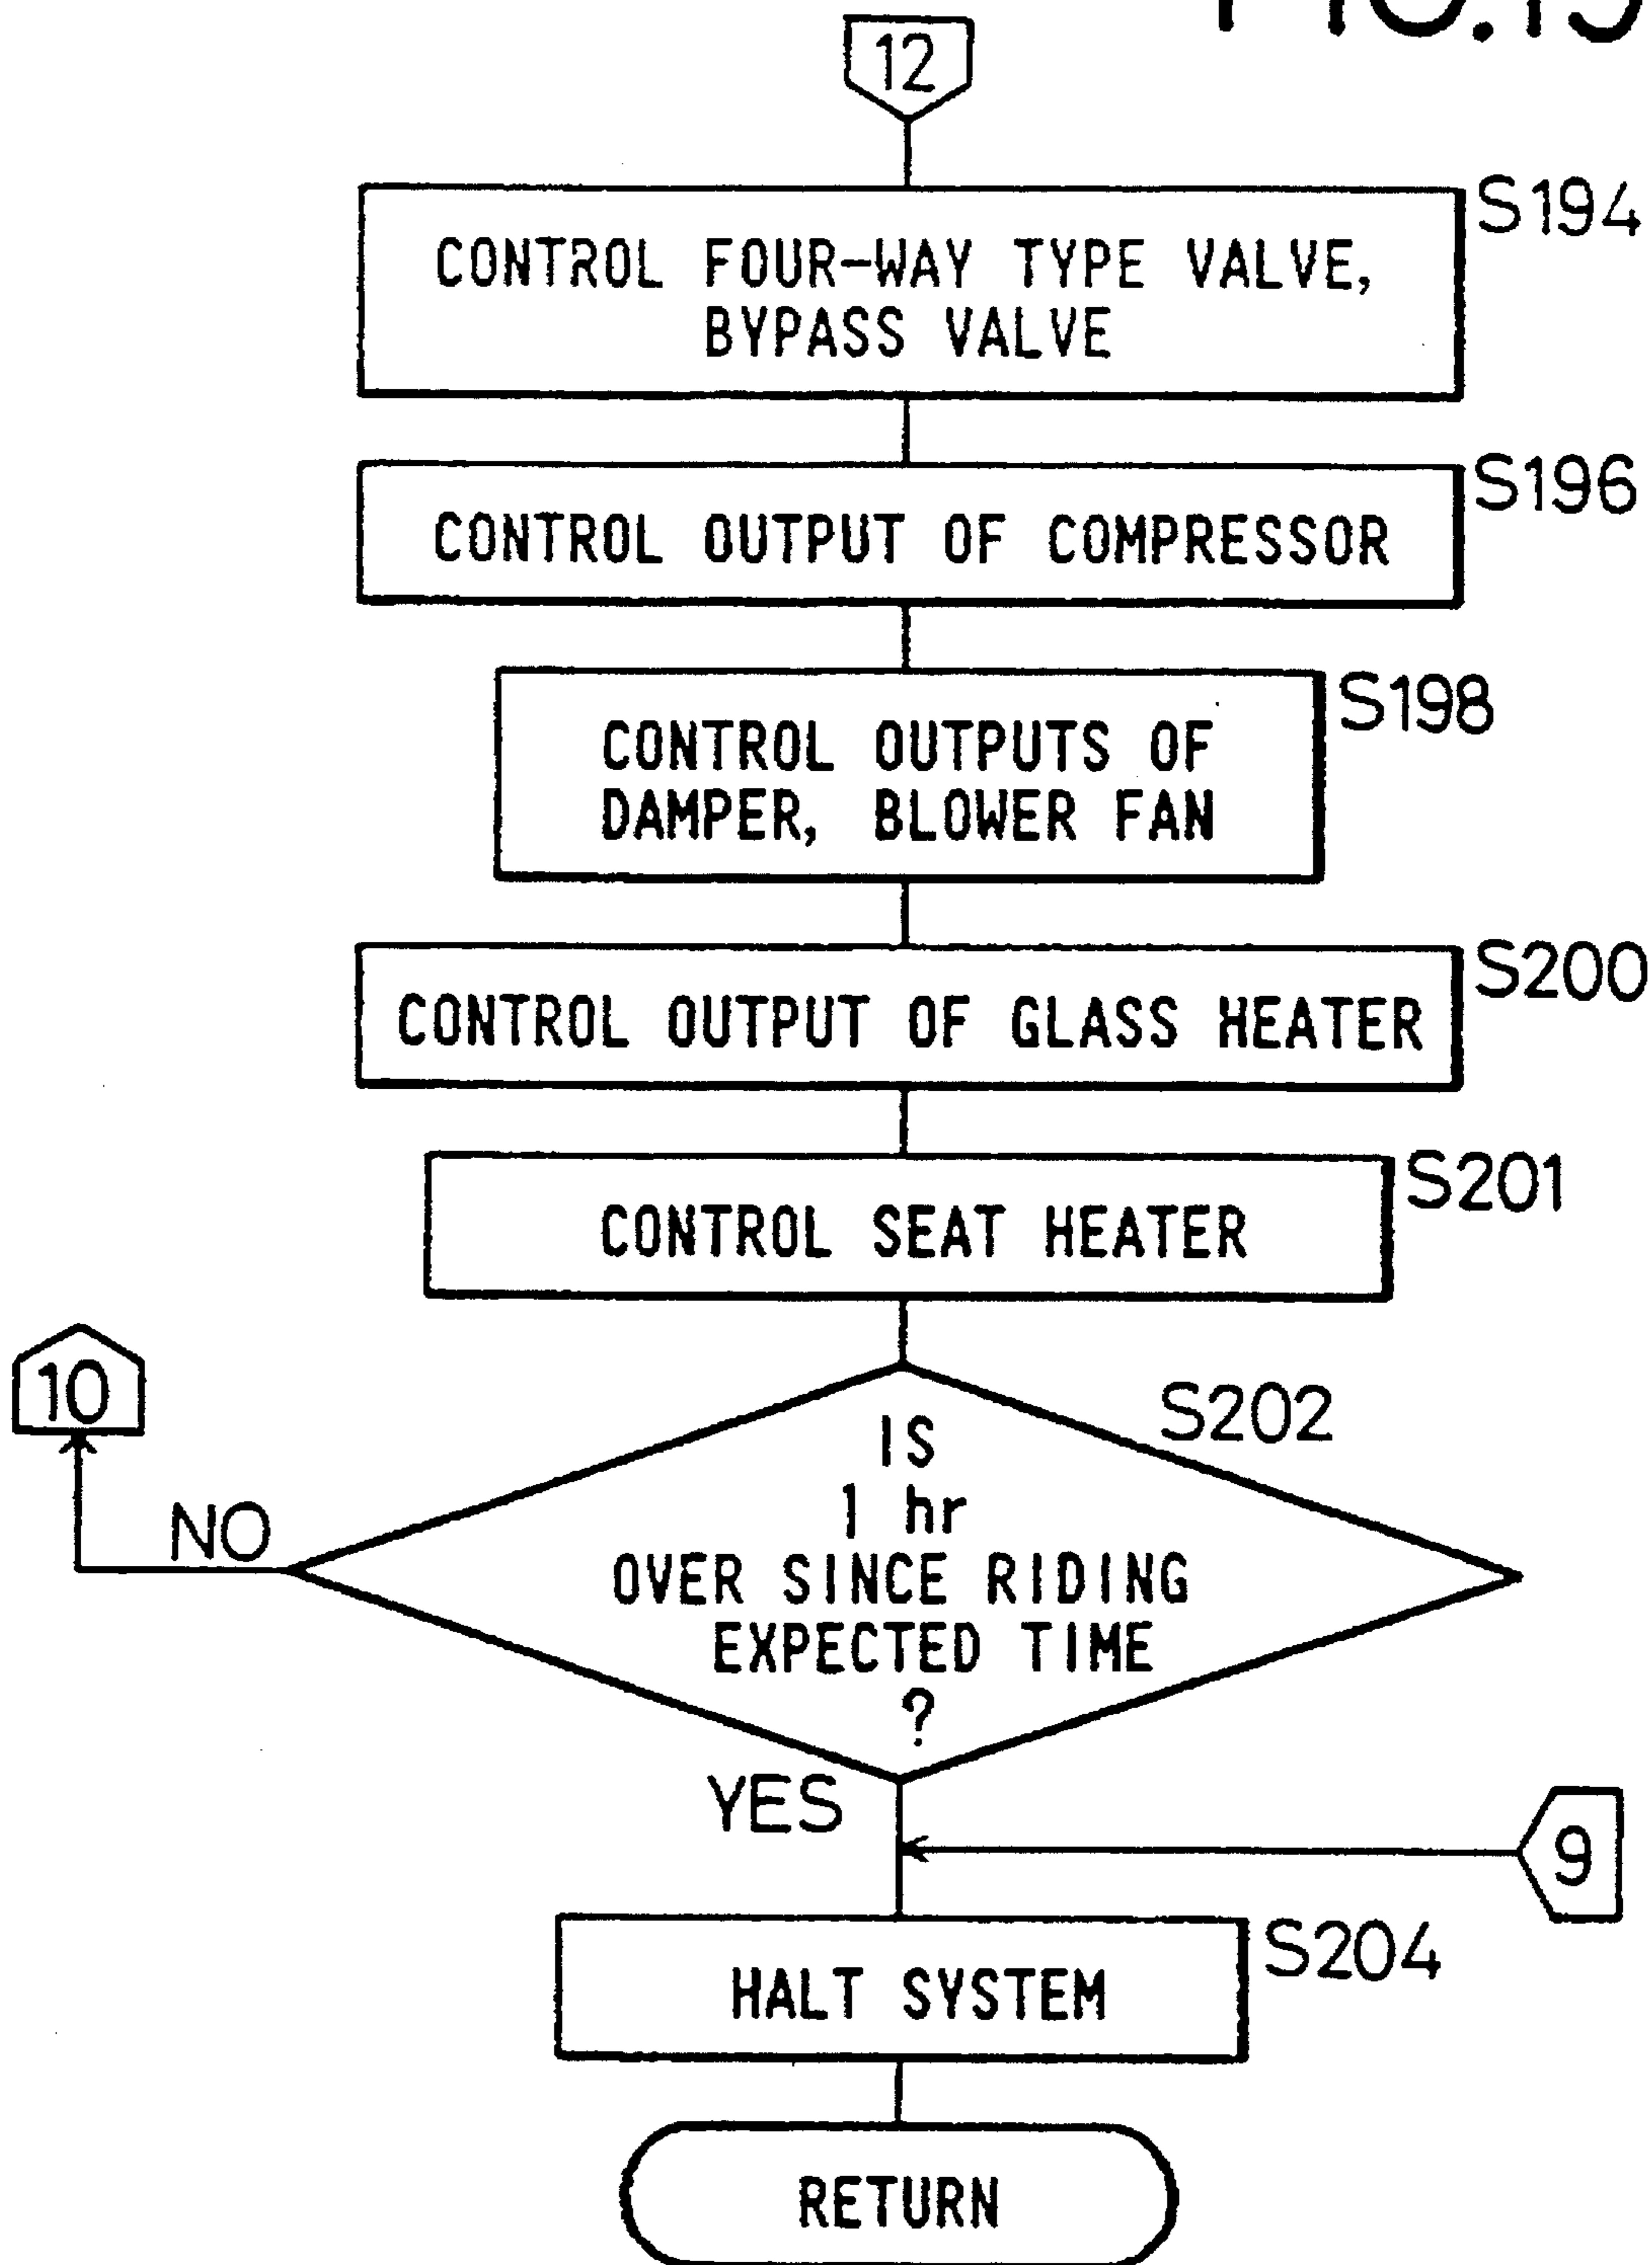 FIG.15
12
S194
CONTROL FOUR-WAY TYPE VALVE,
BYPASS VALVE
S196
CONTROL OUTPUT OF COMPRESSOR
S198
CONTROL OUTPUTS OF
DAMPER, BLOWER FAN
S200
CONTROL OUTPUT OF GLASS HEATER
S201
CONTROL SEAT HEATER
10
S202
IS
1 hr
OVER SINCE RIDING
EXPECTED TIME
?
NO
YES
9
S204
HALT SYSTEM
RETURN